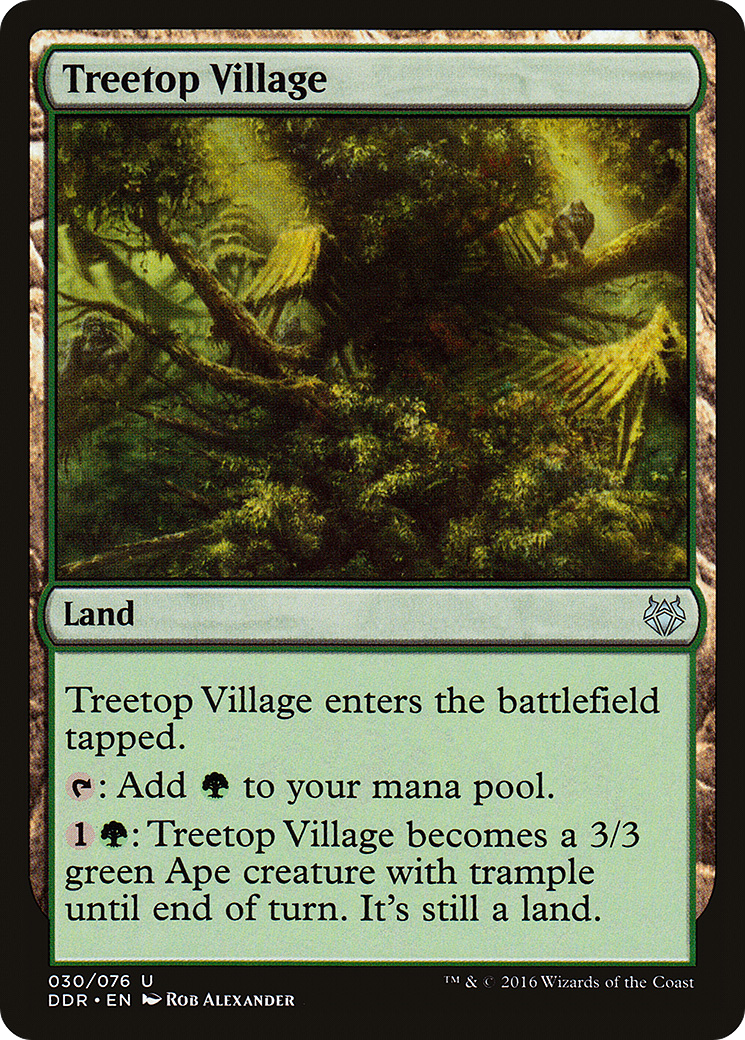 Treetop Village
Land
Treetop Village enters the battlefield
tapped.
: Add to your mana pool.
1 : Treetop Village becomes a 3/3
green Ape creature with trample
until end of turn. It's still a land.
030/076 U
™ & © 2016 Wizards of the Coast
DDR • EN Rob Alexander